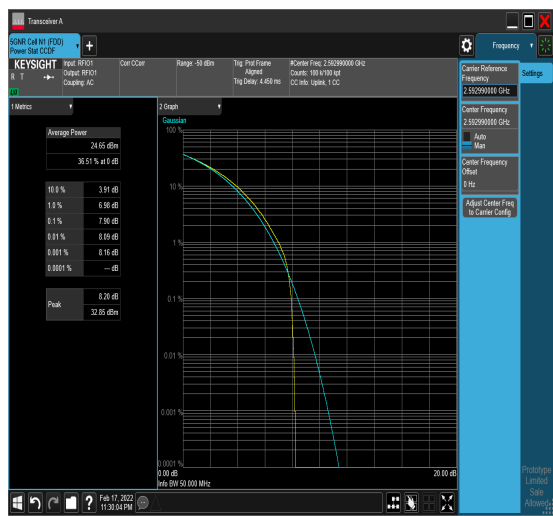 Transceiver A
5GNR Cell N1 (FDD)
Power Stat CCDF
Frequency
KEYSIGHT
R T
Input: RFIO1
Output: RFIO1
Coupling: AC
Corr CCorr
Range: -50 dBm
Trig: Prot Frame
Aligned
Trig Delay: 4.450 ms
#Center Freq: 2.592990000 GHz
Counts: 100 k/100 kpt
CC Info: Uplink, 1 CC
Carrier Reference
Frequency
2.592990000 GHz
Settings
Center Frequency
2.592990000 GHz
Auto
Man
Center Frequency
Offset
0 Hz
Adjust Center Freq
to Carrier Config
1 Metrics
Average Power
24.65 dBm
36.51 % at 0 dB
10.0 % 3.91 dB
1.0 % 6.98 dB
0.1 % 7.90 dB
0.01 % 8.09 dB
0.001 % 8.16 dB
0.0001 % --- dB
Peak 8.20 dB
32.85 dBm
2 Graph
Gaussian
100 %
10 %
1 %
0.1 %
0.01 %
0.001 %
0.0001 %
0.00 dB 20.00 dB
Info BW 50.000 MHz
Feb 17, 2022
11:30:04 PM
?
Prototype
Limited
Sale
Allowed